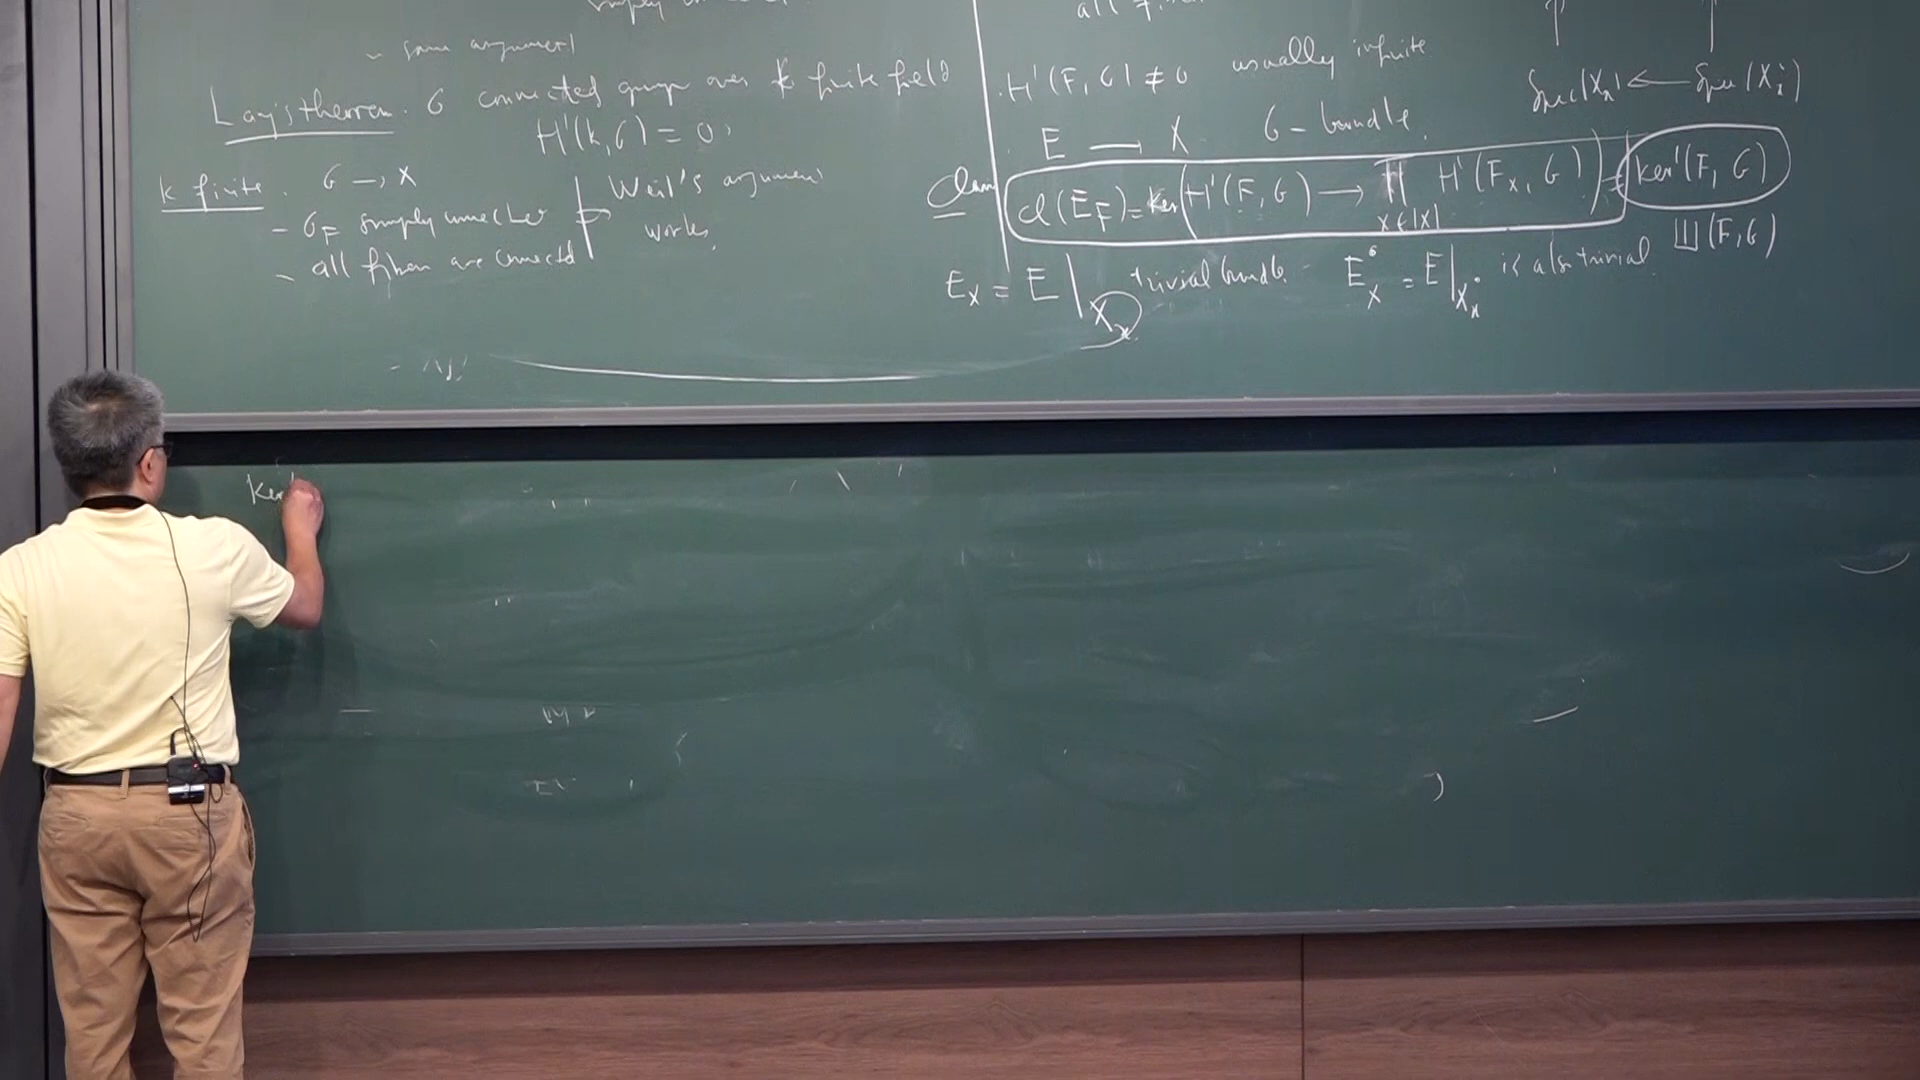 simply
~ same argument
Lang's theorem. G connected group over k finite field
H¹(k, G) = 0,
k finite. G → X
- G_F simply connected
- all fibers are connected
Weil's argument works.
all
H¹(F, G) ≠ 0 usually infinite.
E → X G-bundle.
Spec(X_x) ← Spec(X_x°)
Claim cl(E_F) = ker(H¹(F, G) → ∏_{x∈|X|} H¹(F_x, G)) = ker¹(F, G)
Ш(F, G)
E_x = E|_{X_x} trivial bundle. E_x° = E|_{X_x°} is also trivial.
ker